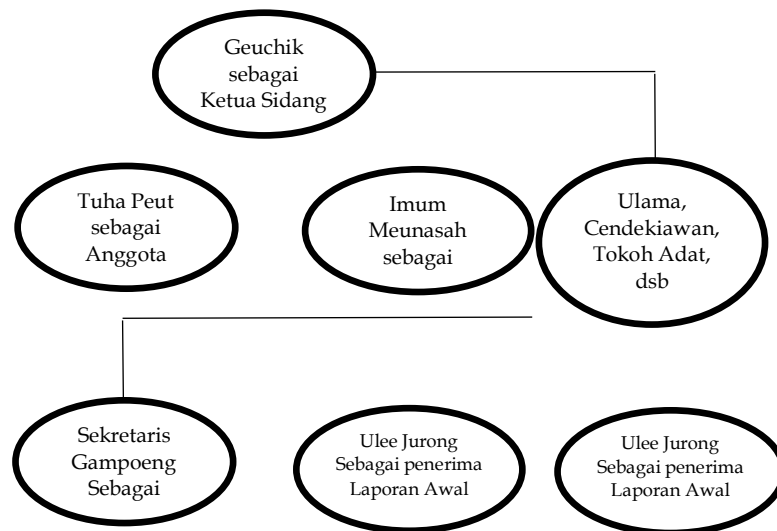 Geuchik
sebagai
Ketua Sidang
Tuha Peut
sebagai
Anggota
Imum
Meunasah
sebagai
Ulama,
Cendekiawan,
Tokoh Adat,
dsb
Sekretaris
Gampoeng
Sebagai
Ulee Jurong
Sebagai penerima
Laporan Awal
Ulee Jurong
Sebagai penerima
Laporan Awal